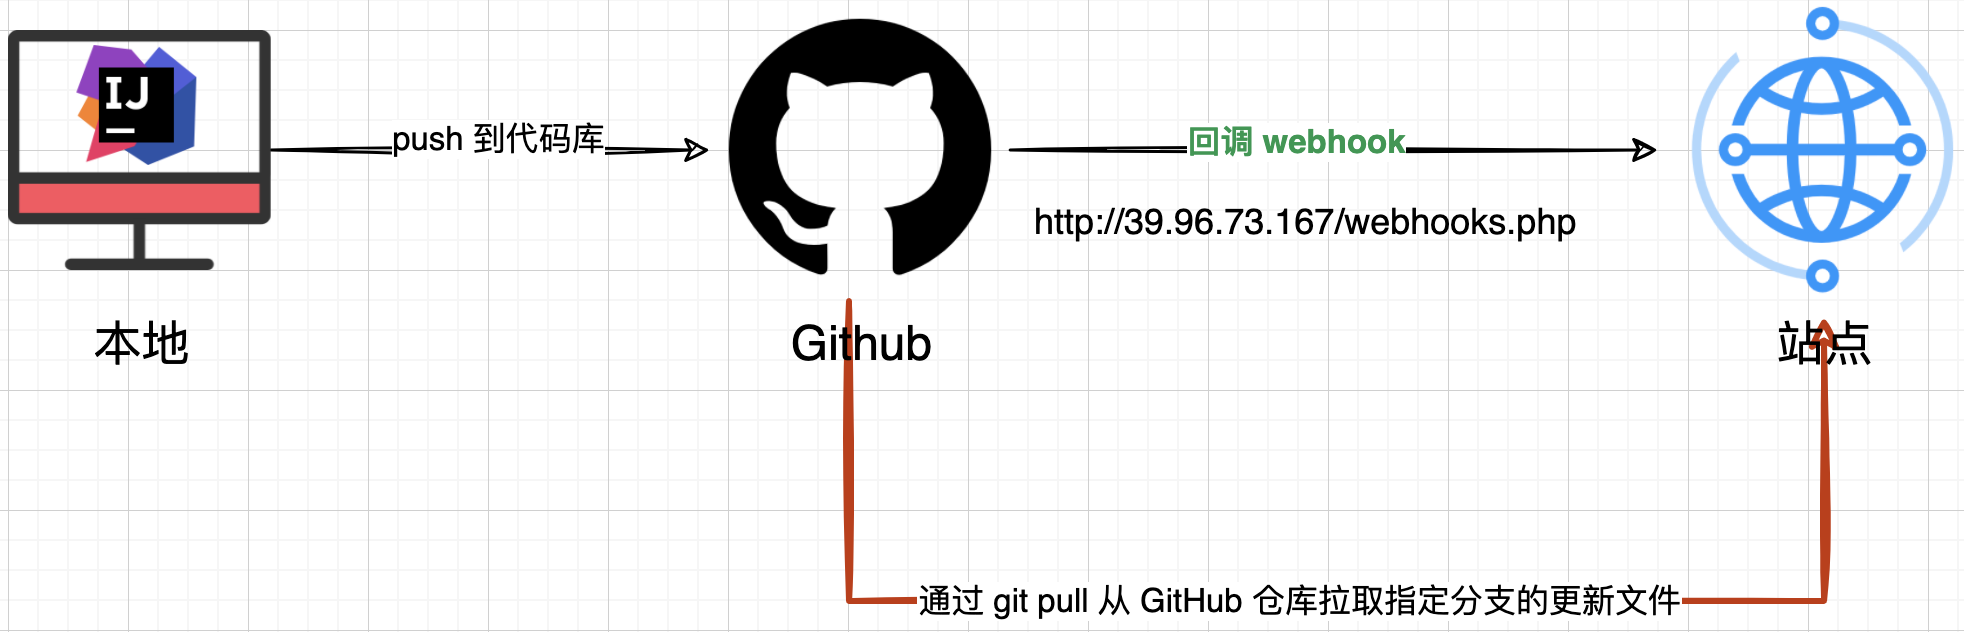 IJ
push 到代码库
回调 webhook
http://39.96.73.167/webhooks.php
本地
Github
站点
通过 git pull 从 GitHub 仓库拉取指定分支的更新文件